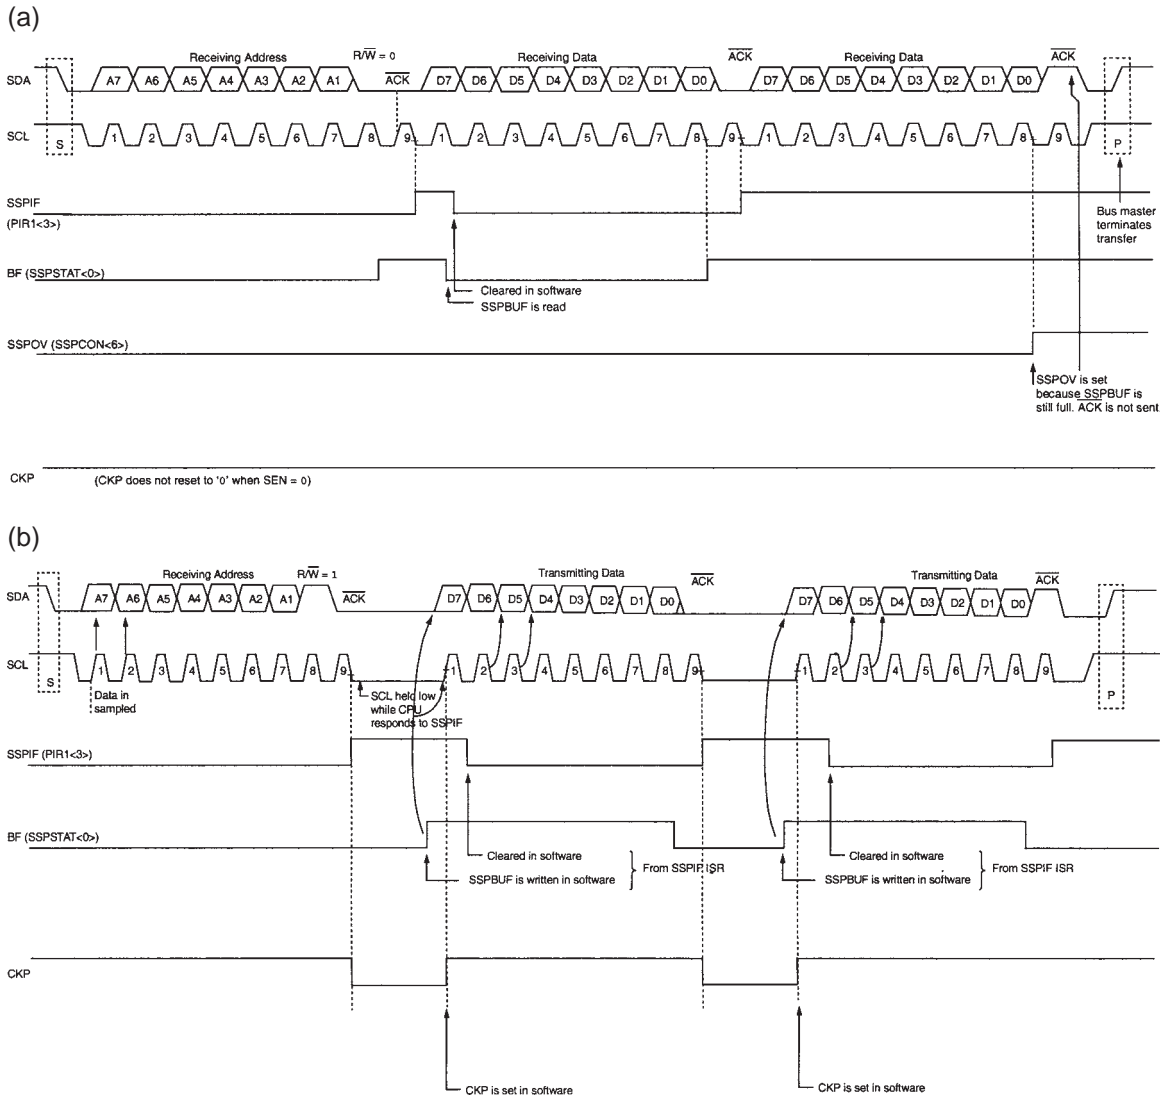 (a)
Receiving Address
R/W = 0
Receiving Data
ACK
Receiving Data
ACK
SDA
A7 A6 A5 A4 A3 A2 A1
ACK
D7 D6 D5 D4 D3 D2 D1 D0
D7 D6 D5 D4 D3 D2 D1 D0
SCL
S
1 2 3 4 5 6 7 8 9
1 2 3 4 5 6 7 8 9
1 2 3 4 5 6 7 8 9
P
SSPIF
(PIR1<3>)
Bus master
terminates
transfer
BF (SSPSTAT<0>)
Cleared in software
SSPBUF is read
SSPOV (SSPCON<6>)
SSPOV is set
because SSPBUF is
still full. ACK is not sent
CKP
(CKP does not reset to '0' when SEN = 0)
(b)
Receiving Address
R/W = 1
Transmitting Data
ACK
Transmitting Data
ACK
SDA
A7 A6 A5 A4 A3 A2 A1
ACK
D7 D6 D5 D4 D3 D2 D1 D0
D7 D6 D5 D4 D3 D2 D1 D0
SCL
S
1 2 3 4 5 6 7 8 9
1 2 3 4 5 6 7 8 9
1 2 3 4 5 6 7 8 9
P
Data in
sampled
SCL held low
while CPU
responds to SSPIF
SSPIF (PIR1<3>)
BF (SSPSTAT<0>)
Cleared in software
SSPBUF is written in software
From SSPIF ISR
Cleared in software
SSPBUF is written in software
From SSPIF ISR
CKP
CKP is set in software
CKP is set in software